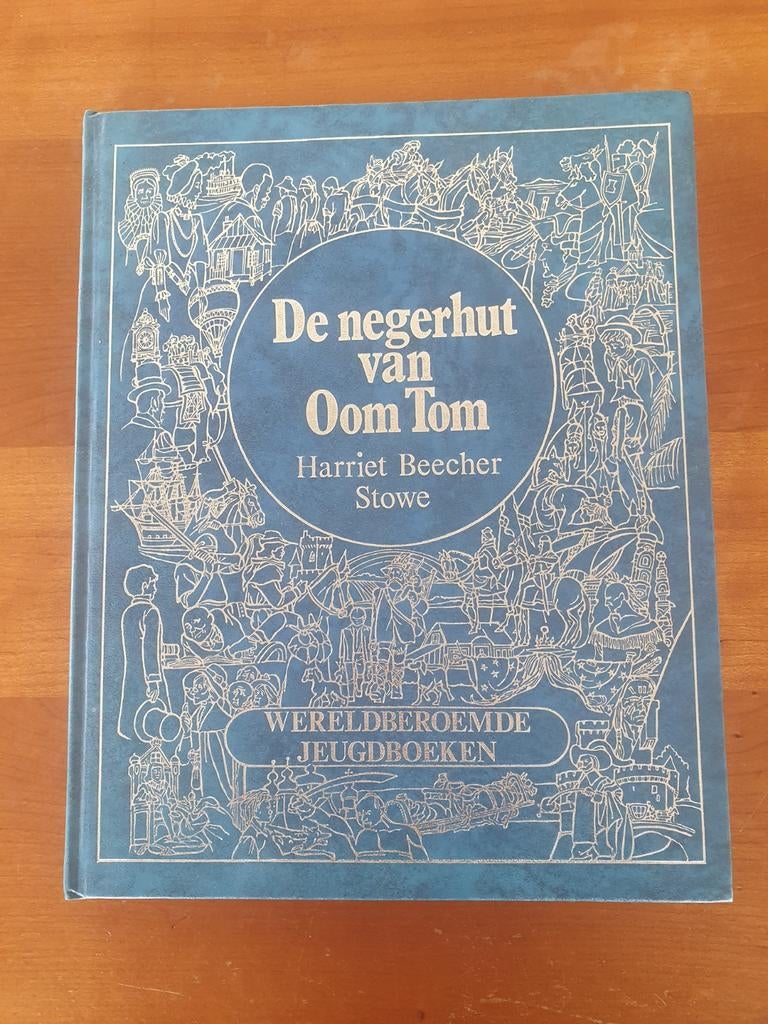 De negerhut
van
Oom Tom
Harriet Beecher
Stowe
WERELDBEROEMDE
JEUGDBOEKEN